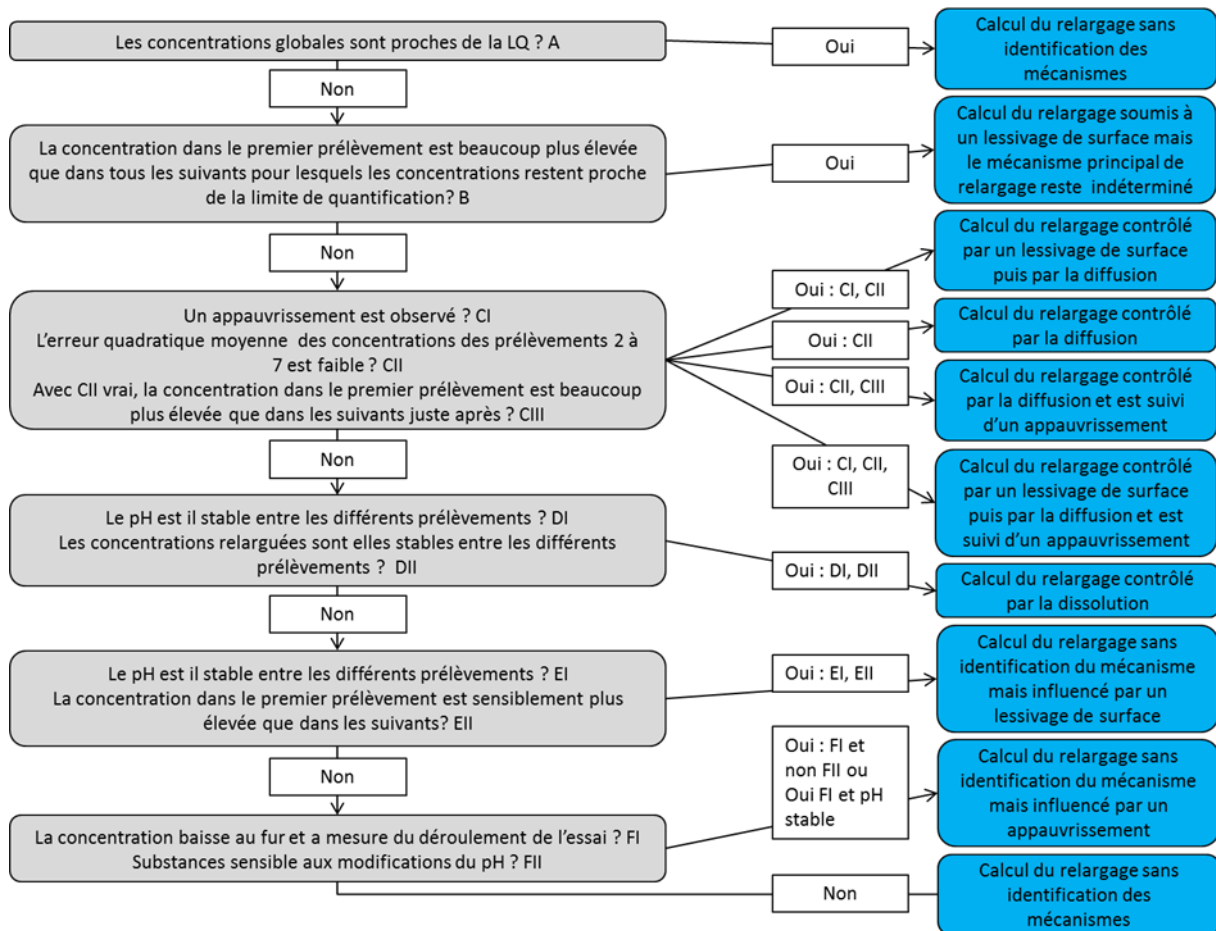 Les concentrations globales sont proches de la LQ ? A
Oui
Calcul du relargage sans
identification des
mécanismes
Non
La concentration dans le premier prélèvement est beaucoup plus élevée
que dans tous les suivants pour lesquels les concentrations restent proche
de la limite de quantification? B
Oui
Calcul du relargage soumis à
un lessivage de surface mais
le mécanisme principal de
relargage reste indéterminé
Non
Un appauvrissement est observé ? CI
L'erreur quadratique moyenne des concentrations des prélèvements 2 à
7 est faible ? CII
Avec CII vrai, la concentration dans le premier prélèvement est beaucoup
plus élevée que dans les suivants juste après ? CIII
Oui : CI, CII
Calcul du relargage contrôlé
par un lessivage de surface
puis par la diffusion
Oui : CII
Calcul du relargage contrôlé
par la diffusion
Oui : CII, CIII
Calcul du relargage contrôlé
par la diffusion et est suivi
d'un appauvrissement
Oui : CI, CII,
CIII
Calcul du relargage contrôlé
par un lessivage de surface
puis par la diffusion et est
suivi d'un appauvrissement
Non
Le pH est il stable entre les différents prélèvements ? DI
Les concentrations relarguées sont elles stables entre les différents
prélèvements ? DII
Oui : DI, DII
Calcul du relargage contrôlé
par la dissolution
Non
Le pH est il stable entre les différents prélèvements ? EI
La concentration dans le premier prélèvement est sensiblement plus
élevée que dans les suivants? EII
Oui : EI, EII
Calcul du relargage sans
identification du mécanisme
mais influencé par un
lessivage de surface
Non
La concentration baisse au fur et a mesure du déroulement de l'essai ? FI
Substances sensible aux modifications du pH ? FII
Oui : FI et
non FII ou
Oui FI et pH
stable
Calcul du relargage sans
identification du mécanisme
mais influencé par un
appauvrissement
Non
Calcul du relargage sans
identification des
mécanismes